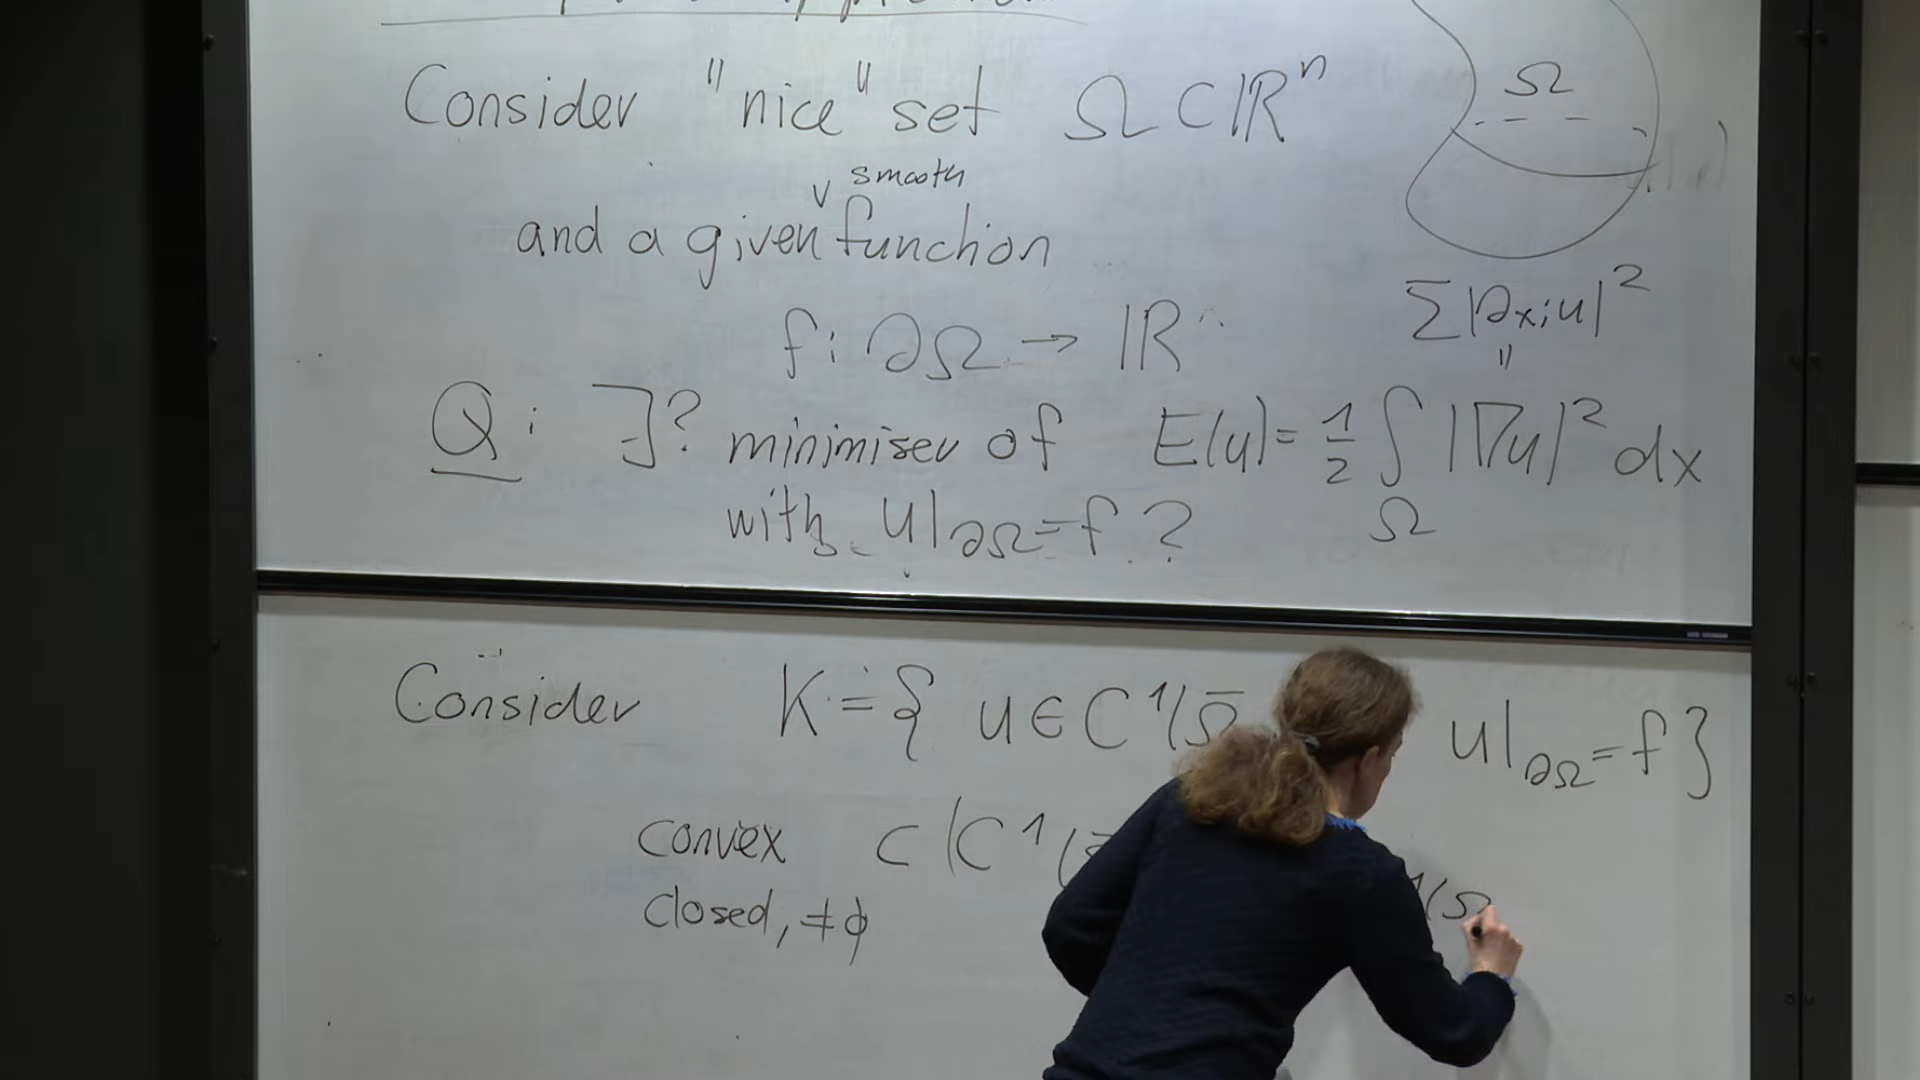 Consider "nice" set Ω ⊂ ℝⁿ
Ω
smooth
and a given ∨ function
f: ∂Ω → ℝ
Σ|∂xᵢu|²
=
Q: ∃? minimiser of E(u) = ½ ∫_Ω |∇u|² dx
with u|∂Ω = f ?
Consider K = { u ∈ C¹(Ω̄ u|∂Ω = f }
convex ⊂ (C¹(
closed, ≠ ∅